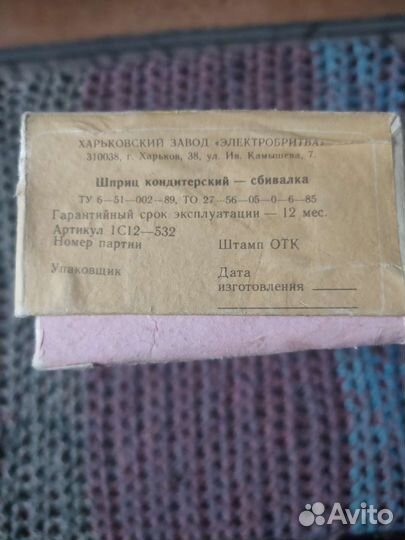 ХАРЬКОВСКИЙ ЗАВОД «ЭЛЕКТРОБРИТВА»
310038, г. Харьков, 38, ул. Ив. Камышева, 7.
Шприц кондитерский — сбивалка
ТУ 6—51—002—89, ТО 27—56—05—0—6—85
Гарантийный срок эксплуатации — 12 мес.
Артикул 1С12—532
Номер партии Штамп ОТК
Упаковщик Дата
изготовления
Avito